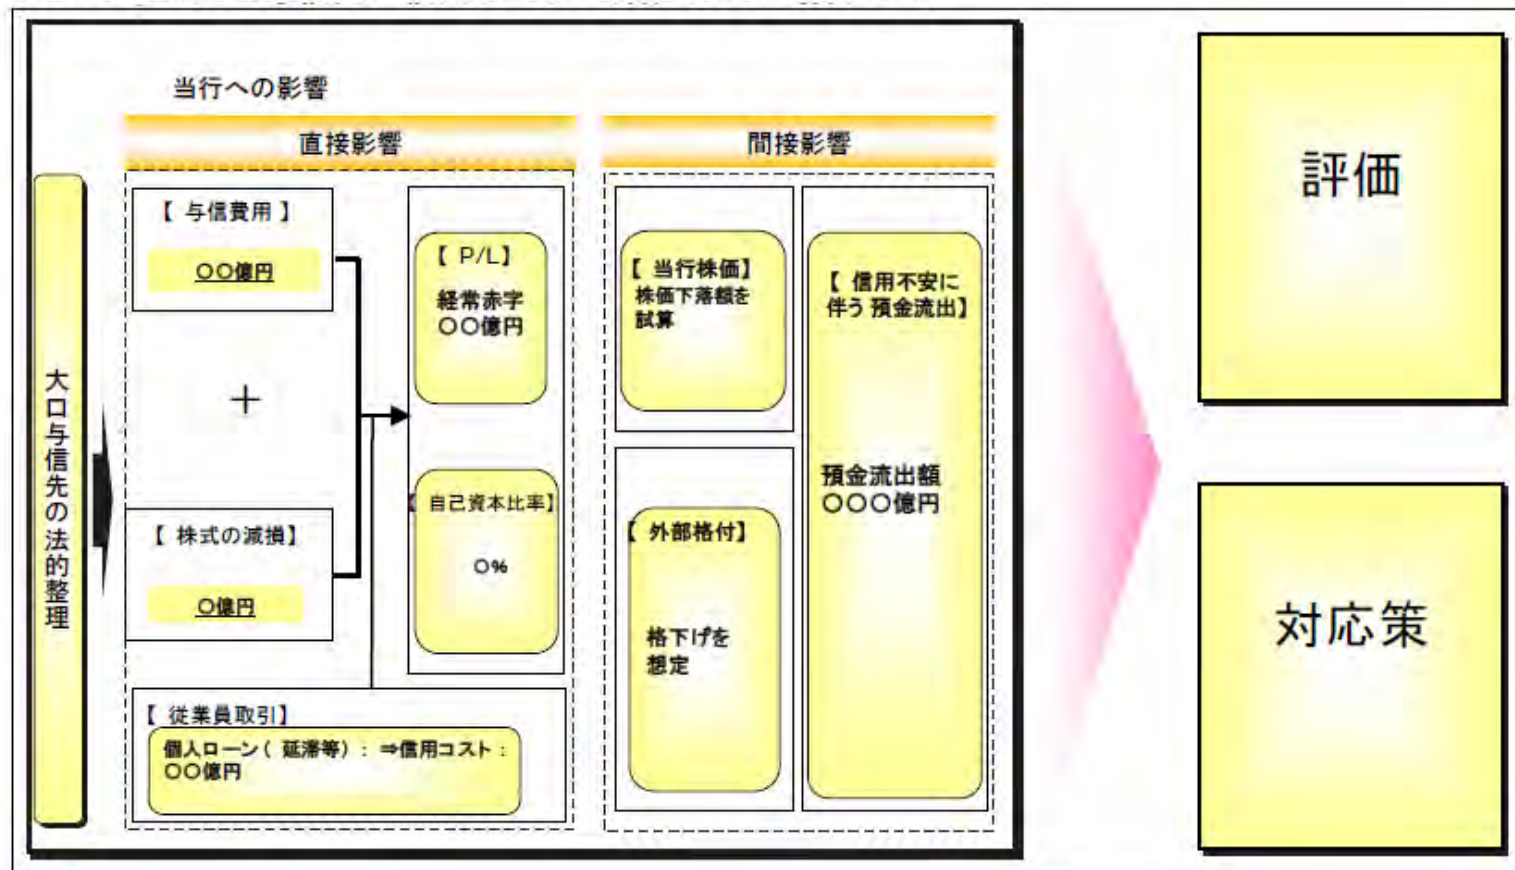 当行への影響
直接影響
間接影響
大口与信先の法的整理
【 与信費用 】
〇〇億円
＋
【 株式の減損】
〇億円
【 P/L】
経常赤字
〇〇億円
【 自己資本比率】
〇%
【 従業員取引】
個人ローン( 延滞等) : ⇒信用コスト :
〇〇億円
【 当行株価】
株価下落額を
試算
【 外部格付】
格下げを
想定
【 信用不安に
伴う 預金流出】
預金流出額
〇〇〇億円
評価
対応策